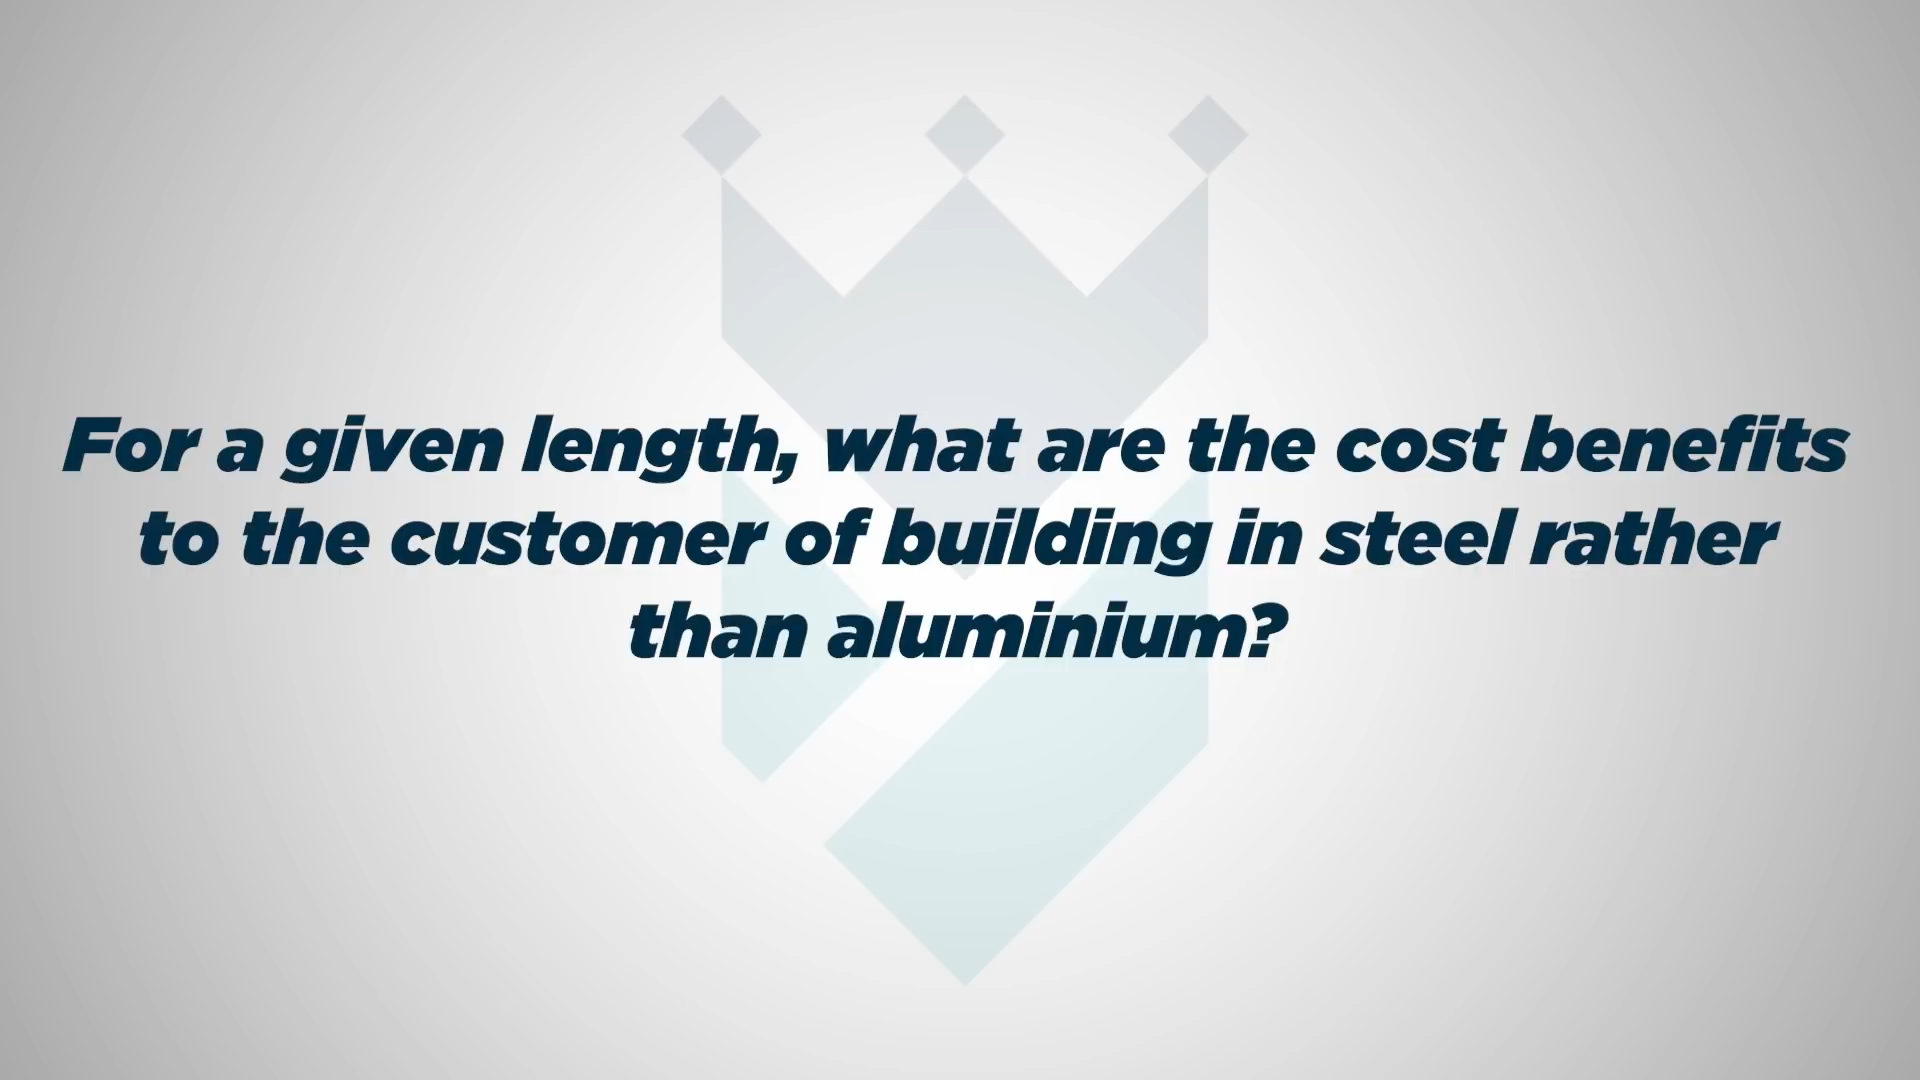 For a given length, what are the cost benefits
to the customer of building in steel rather
than aluminium?